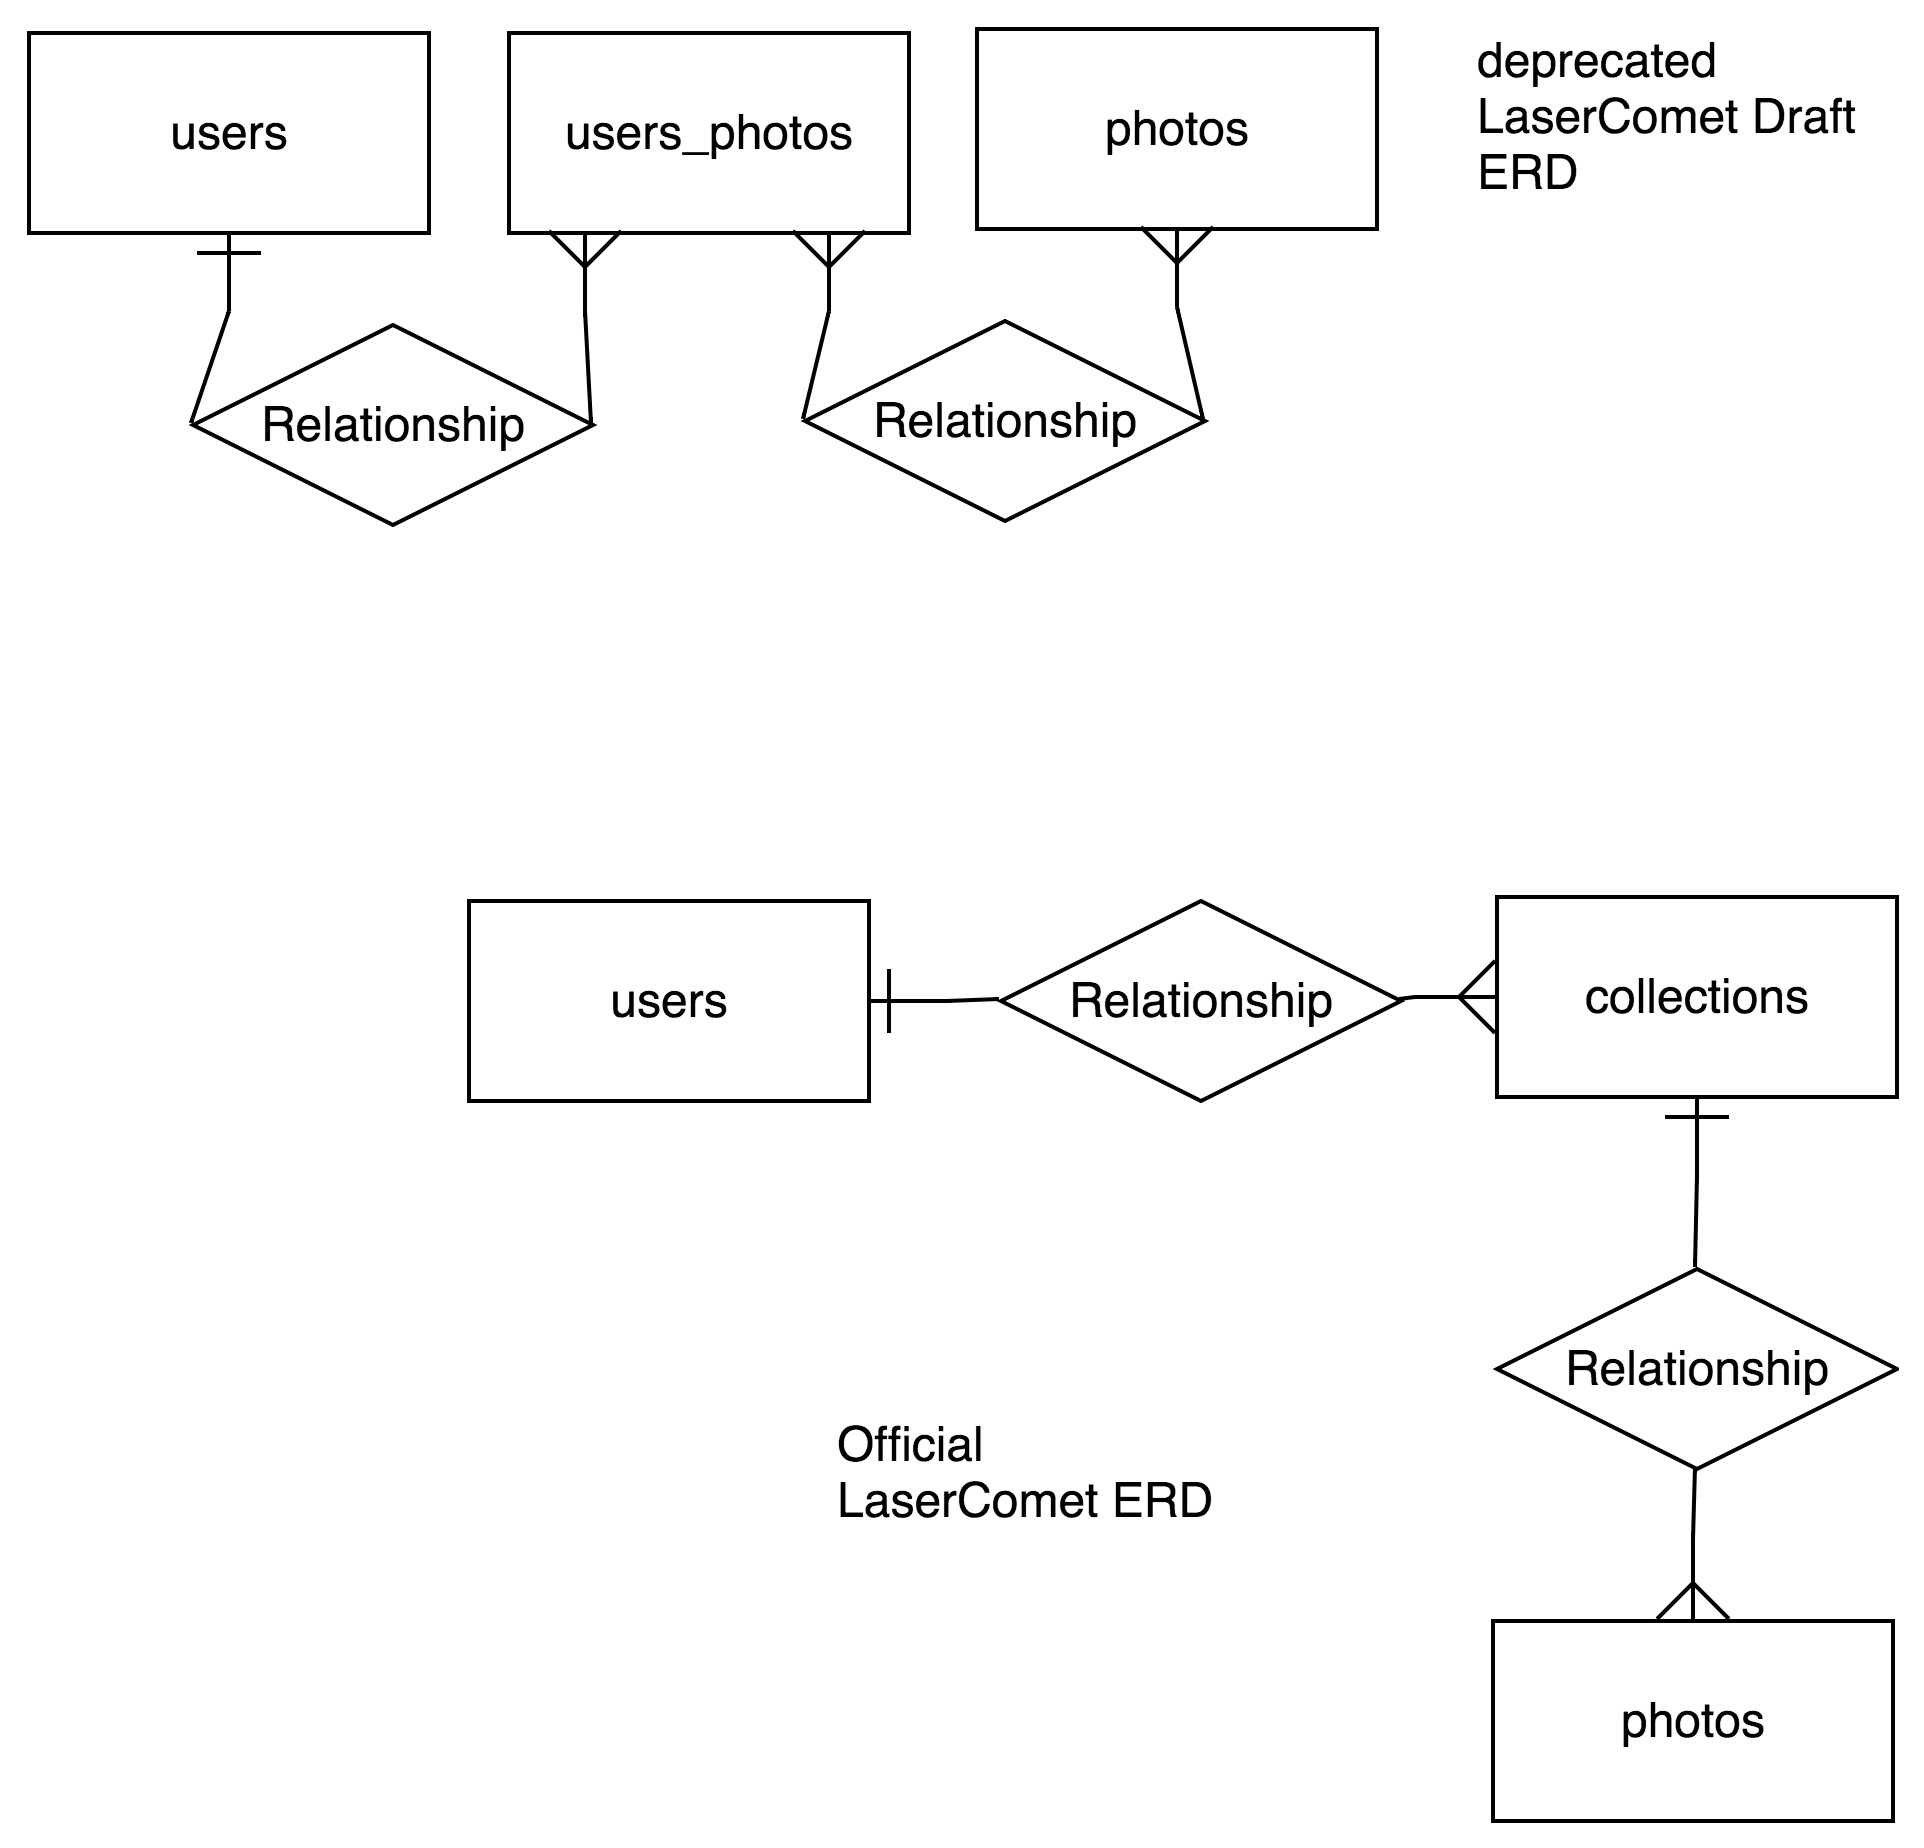 users
users_photos
photos
deprecated
LaserComet Draft
ERD
Relationship
Relationship
users
Relationship
collections
Relationship
Official
LaserComet ERD
photos